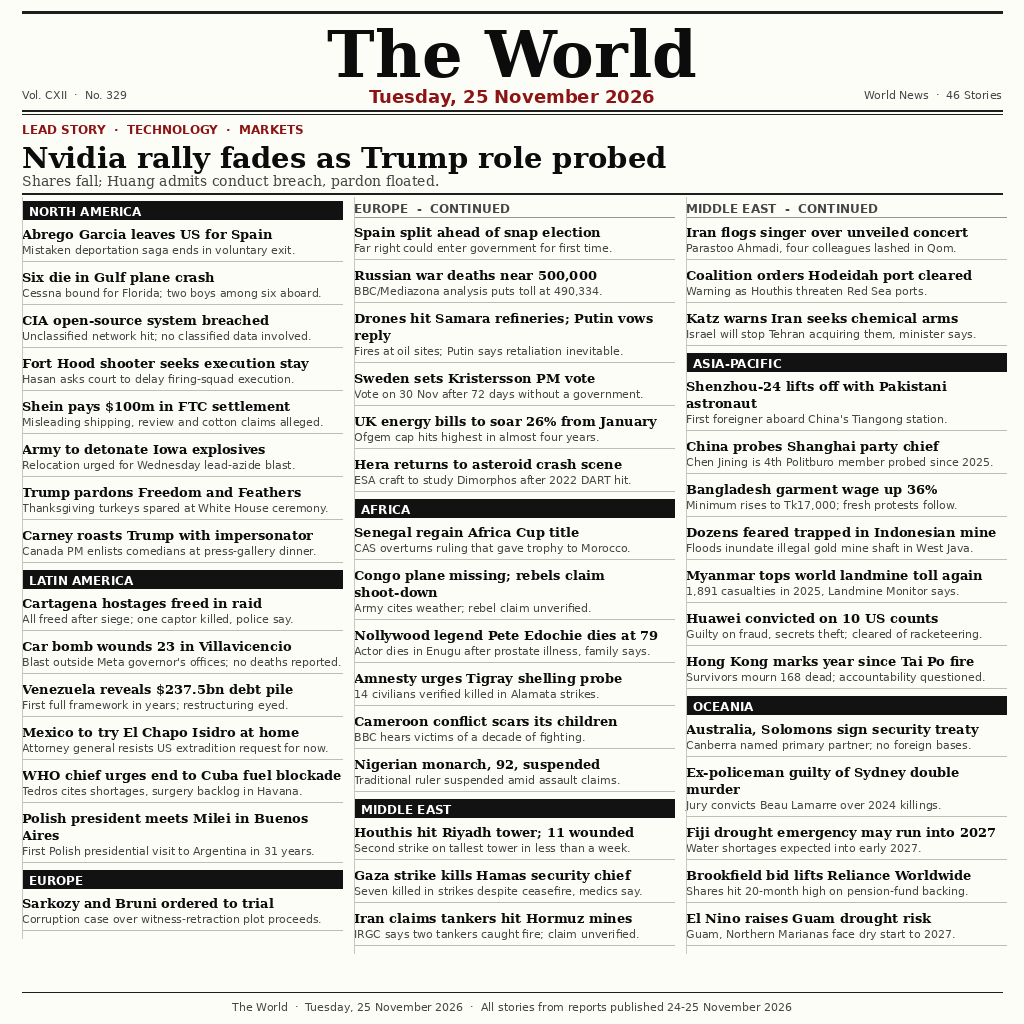 The World
Vol. CXII · No. 329
Tuesday, 25 November 2026
World News · 46 Stories
LEAD STORY · TECHNOLOGY · MARKETS
Nvidia rally fades as Trump role probed
Shares fall; Huang admits conduct breach, pardon floated.
NORTH AMERICA
Abrego Garcia leaves US for Spain
Mistaken deportation saga ends in voluntary exit.
Six die in Gulf plane crash
Cessna bound for Florida; two boys among six aboard.
CIA open-source system breached
Unclassified network hit; no classified data involved.
Fort Hood shooter seeks execution stay
Hasan asks court to delay firing-squad execution.
Shein pays $100m in FTC settlement
Misleading shipping, review and cotton claims alleged.
Army to detonate Iowa explosives
Relocation urged for Wednesday lead-azide blast.
Trump pardons Freedom and Feathers
Thanksgiving turkeys spared at White House ceremony.
Carney roasts Trump with impersonator
Canada PM enlists comedians at press-gallery dinner.
LATIN AMERICA
Cartagena hostages freed in raid
All freed after siege; one captor killed, police say.
Car bomb wounds 23 in Villavicencio
Blast outside Meta governor's offices; no deaths reported.
Venezuela reveals $237.5bn debt pile
First full framework in years; restructuring eyed.
Mexico to try El Chapo Isidro at home
Attorney general resists US extradition request for now.
WHO chief urges end to Cuba fuel blockade
Tedros cites shortages, surgery backlog in Havana.
Polish president meets Milei in Buenos
Aires
First Polish presidential visit to Argentina in 31 years.
EUROPE
Sarkozy and Bruni ordered to trial
Corruption case over witness-retraction plot proceeds.
EUROPE - CONTINUED
Spain split ahead of snap election
Far right could enter government for first time.
Russian war deaths near 500,000
BBC/Mediazona analysis puts toll at 490,334.
Drones hit Samara refineries; Putin vows
reply
Fires at oil sites; Putin says retaliation inevitable.
Sweden sets Kristersson PM vote
Vote on 30 Nov after 72 days without a government.
UK energy bills to soar 26% from January
Ofgem cap hits highest in almost four years.
Hera returns to asteroid crash scene
ESA craft to study Dimorphos after 2022 DART hit.
AFRICA
Senegal regain Africa Cup title
CAS overturns ruling that gave trophy to Morocco.
Congo plane missing; rebels claim
shoot-down
Army cites weather; rebel claim unverified.
Nollywood legend Pete Edochie dies at 79
Actor dies in Enugu after prostate illness, family says.
Amnesty urges Tigray shelling probe
14 civilians verified killed in Alamata strikes.
Cameroon conflict scars its children
BBC hears victims of a decade of fighting.
Nigerian monarch, 92, suspended
Traditional ruler suspended amid assault claims.
MIDDLE EAST
Houthis hit Riyadh tower; 11 wounded
Second strike on tallest tower in less than a week.
Gaza strike kills Hamas security chief
Seven killed in strikes despite ceasefire, medics say.
Iran claims tankers hit Hormuz mines
IRGC says two tankers caught fire; claim unverified.
MIDDLE EAST - CONTINUED
Iran flogs singer over unveiled concert
Parastoo Ahmadi, four colleagues lashed in Qom.
Coalition orders Hodeidah port cleared
Warning as Houthis threaten Red Sea ports.
Katz warns Iran seeks chemical arms
Israel will stop Tehran acquiring them, minister says.
ASIA-PACIFIC
Shenzhou-24 lifts off with Pakistani
astronaut
First foreigner aboard China's Tiangong station.
China probes Shanghai party chief
Chen Jining is 4th Politburo member probed since 2025.
Bangladesh garment wage up 36%
Minimum rises to Tk17,000; fresh protests follow.
Dozens feared trapped in Indonesian mine
Floods inundate illegal gold mine shaft in West Java.
Myanmar tops world landmine toll again
1,891 casualties in 2025, Landmine Monitor says.
Huawei convicted on 10 US counts
Guilty on fraud, secrets theft; cleared of racketeering.
Hong Kong marks year since Tai Po fire
Survivors mourn 168 dead; accountability questioned.
OCEANIA
Australia, Solomons sign security treaty
Canberra named primary partner; no foreign bases.
Ex-policeman guilty of Sydney double
murder
Jury convicts Beau Lamarre over 2024 killings.
Fiji drought emergency may run into 2027
Water shortages expected into early 2027.
Brookfield bid lifts Reliance Worldwide
Shares hit 20-month high on pension-fund backing.
El Nino raises Guam drought risk
Guam, Northern Marianas face dry start to 2027.
The World · Tuesday, 25 November 2026 · All stories from reports published 24-25 November 2026